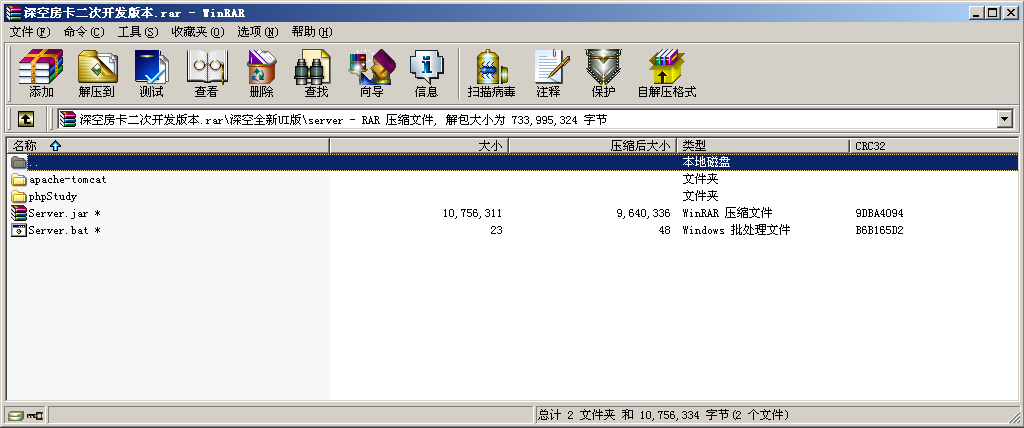 深空房卡二次开发版本.rar - WinRAR
文件(F) 命令(C) 工具(S) 收藏夹(O) 选项(N) 帮助(H)
添加 解压到 测试 查看 删除 查找 向导 信息 扫描病毒 注释 保护 自解压格式
深空房卡二次开发版本.rar\深空全新UI版\server - RAR 压缩文件, 解包大小为 733,995,324 字节
名称 大小 压缩后大小 类型 CRC32
.. 本地磁盘
apache-tomcat 文件夹
phpStudy 文件夹
Server.jar * 10,756,311 9,640,336 WinRAR 压缩文件 9DBA4094
Server.bat * 23 48 Windows 批处理文件 B6B165D2
总计 2 文件夹 和 10,756,334 字节(2 个文件)